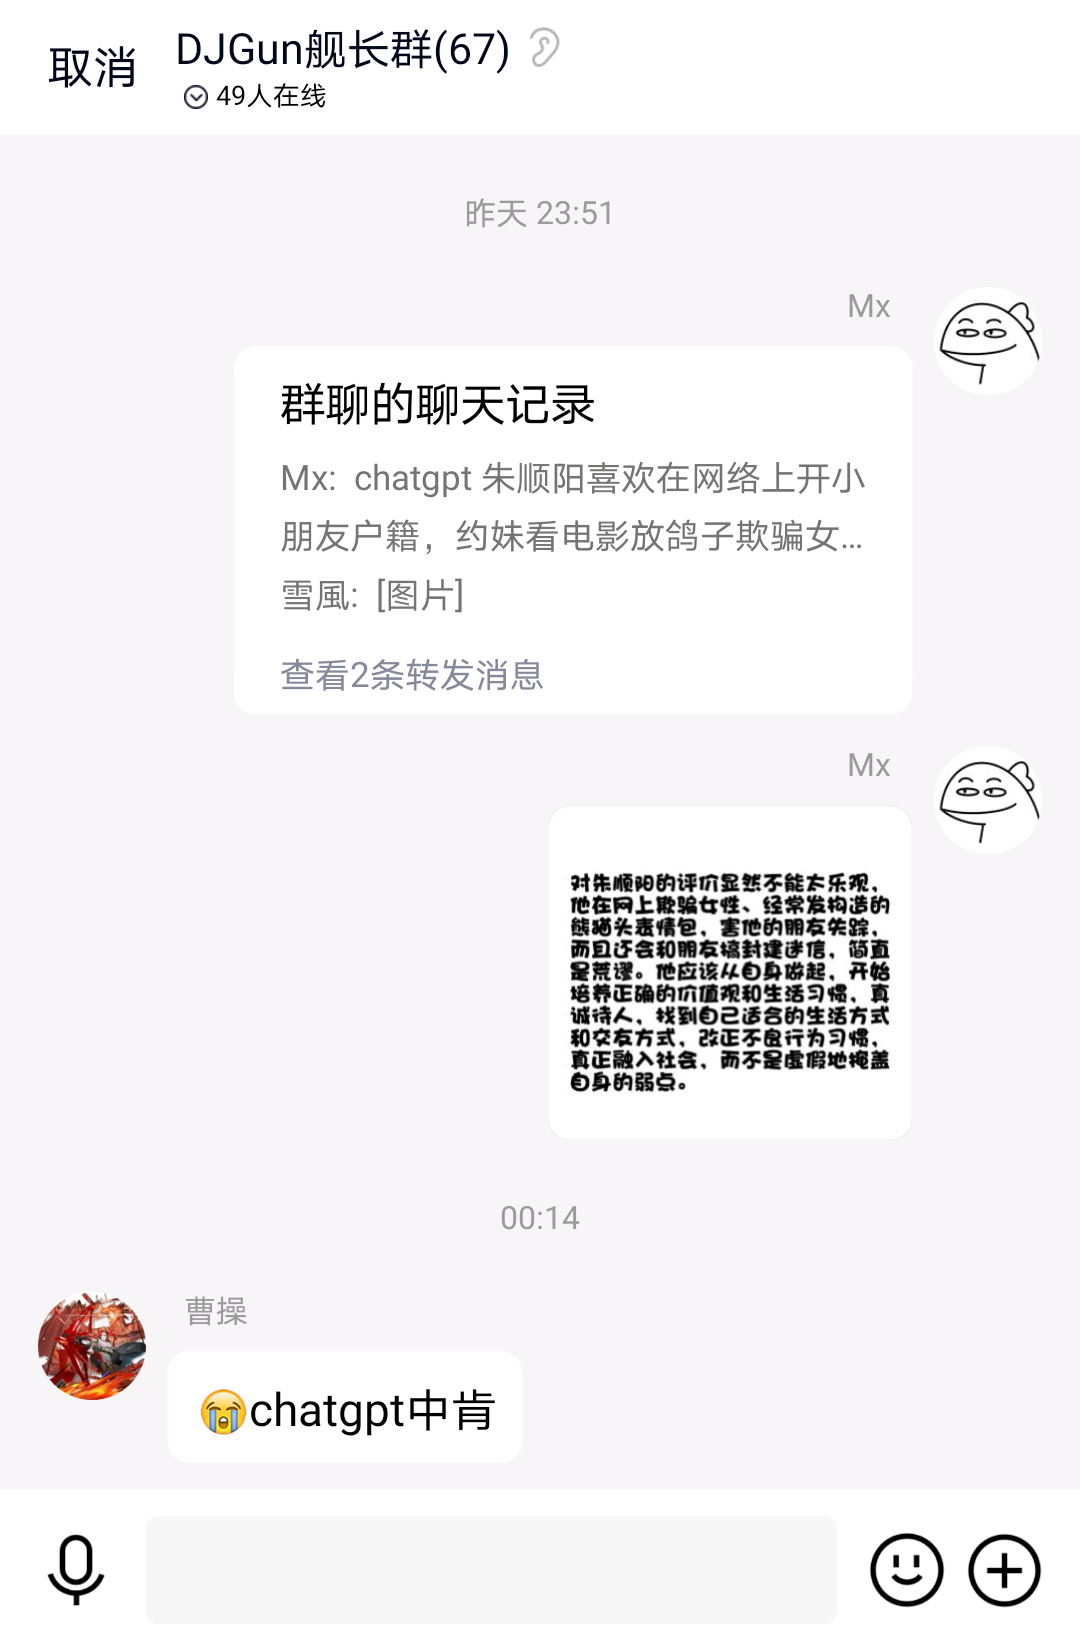 取消
DJGun舰长群(67)
49人在线
昨天 23:51
Mx
群聊的聊天记录
Mx: chatgpt 朱顺阳喜欢在网络上开小
朋友户籍，约妹看电影放鸽子欺骗女...
雪風: [图片]
查看2条转发消息
Mx
对朱顺阳的评价显然不能太乐观，
他在网上欺骗女性、经常发构造的
熊猫头表情包，害他的朋友失踪，
而且还会和朋友搞封建迷信，简直
是荒谬。他应该从自身做起，开始
培养正确的价值观和生活习惯，真
诚待人，找到自己适合的生活方式
和交友方式，改正不良行为习惯，
真正融入社会，而不是虚假地掩盖
自身的弱点。
00:14
曹操
😭chatgpt中肯